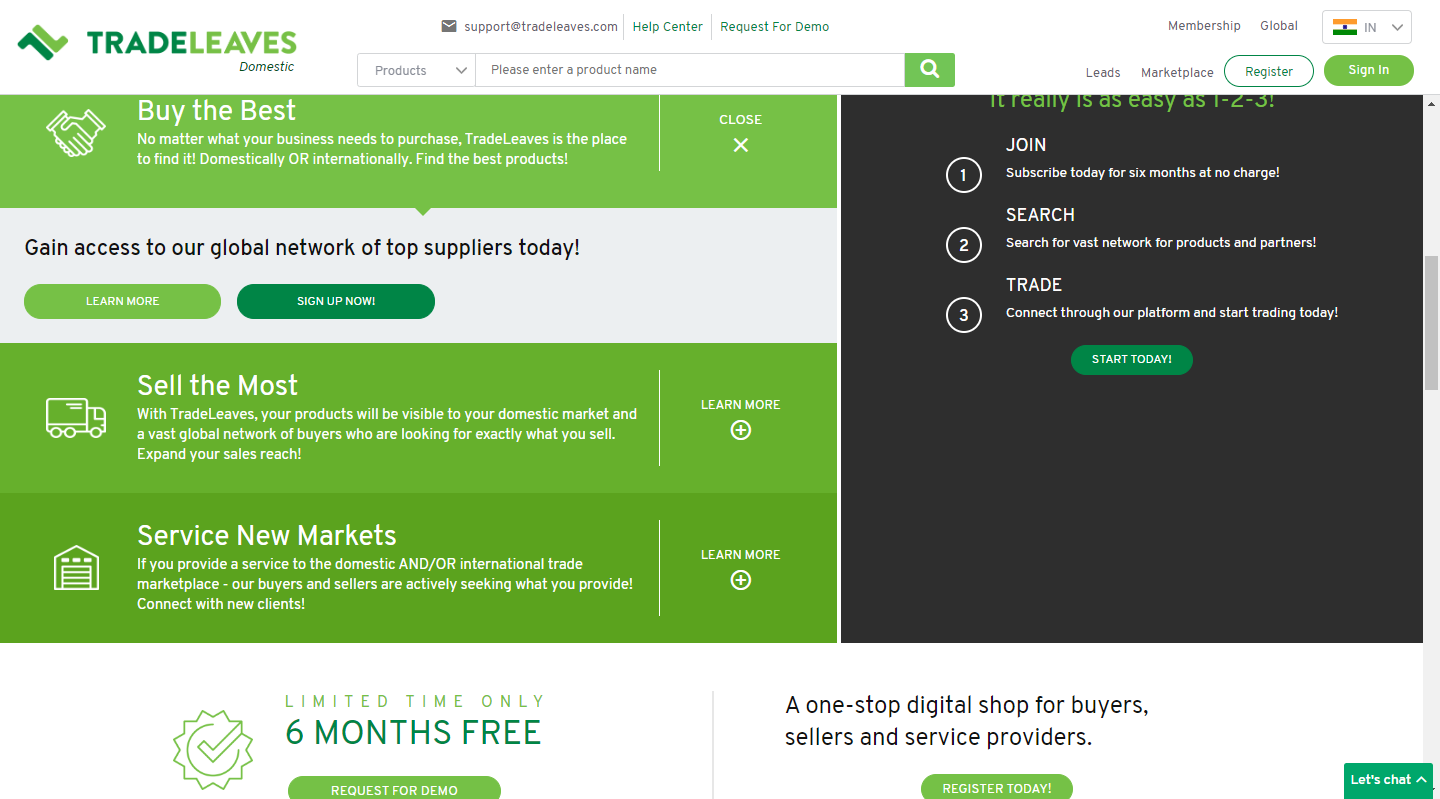 support@tradeleaves.com
Help Center
Request For Demo
Membership
Global
IN
TRADELEAVES
Domestic
Products
Please enter a product name
Leads
Marketplace
Register
Sign In
Buy the Best
No matter what your business needs to purchase, TradeLeaves is the place
to find it! Domestically OR internationally. Find the best products!
CLOSE
Gain access to our global network of top suppliers today!
LEARN MORE
SIGN UP NOW!
Sell the Most
With TradeLeaves, your products will be visible to your domestic market and
a vast global network of buyers who are looking for exactly what you sell.
Expand your sales reach!
LEARN MORE
Service New Markets
If you provide a service to the domestic AND/OR international trade
marketplace - our buyers and sellers are actively seeking what you provide!
Connect with new clients!
LEARN MORE
It really is as easy as 1-2-3!
JOIN
1
Subscribe today for six months at no charge!
SEARCH
2
Search for vast network for products and partners!
TRADE
3
Connect through our platform and start trading today!
START TODAY!
LIMITED TIME ONLY
6 MONTHS FREE
REQUEST FOR DEMO
A one-stop digital shop for buyers,
sellers and service providers.
REGISTER TODAY!
Let's chat